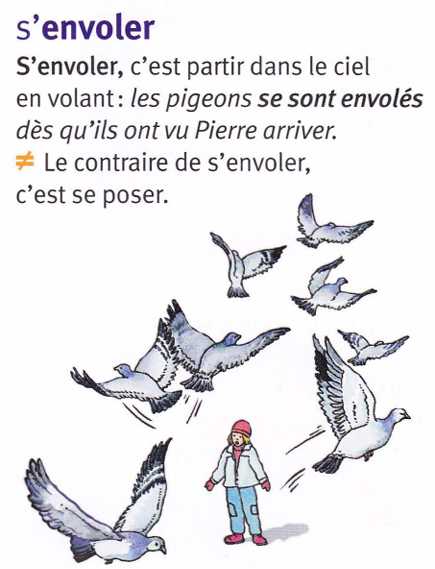 s'envoler
S'envoler, c'est partir dans le ciel
en volant : les pigeons se sont envolés
dès qu'ils ont vu Pierre arriver.
≠ Le contraire de s'envoler,
c'est se poser.